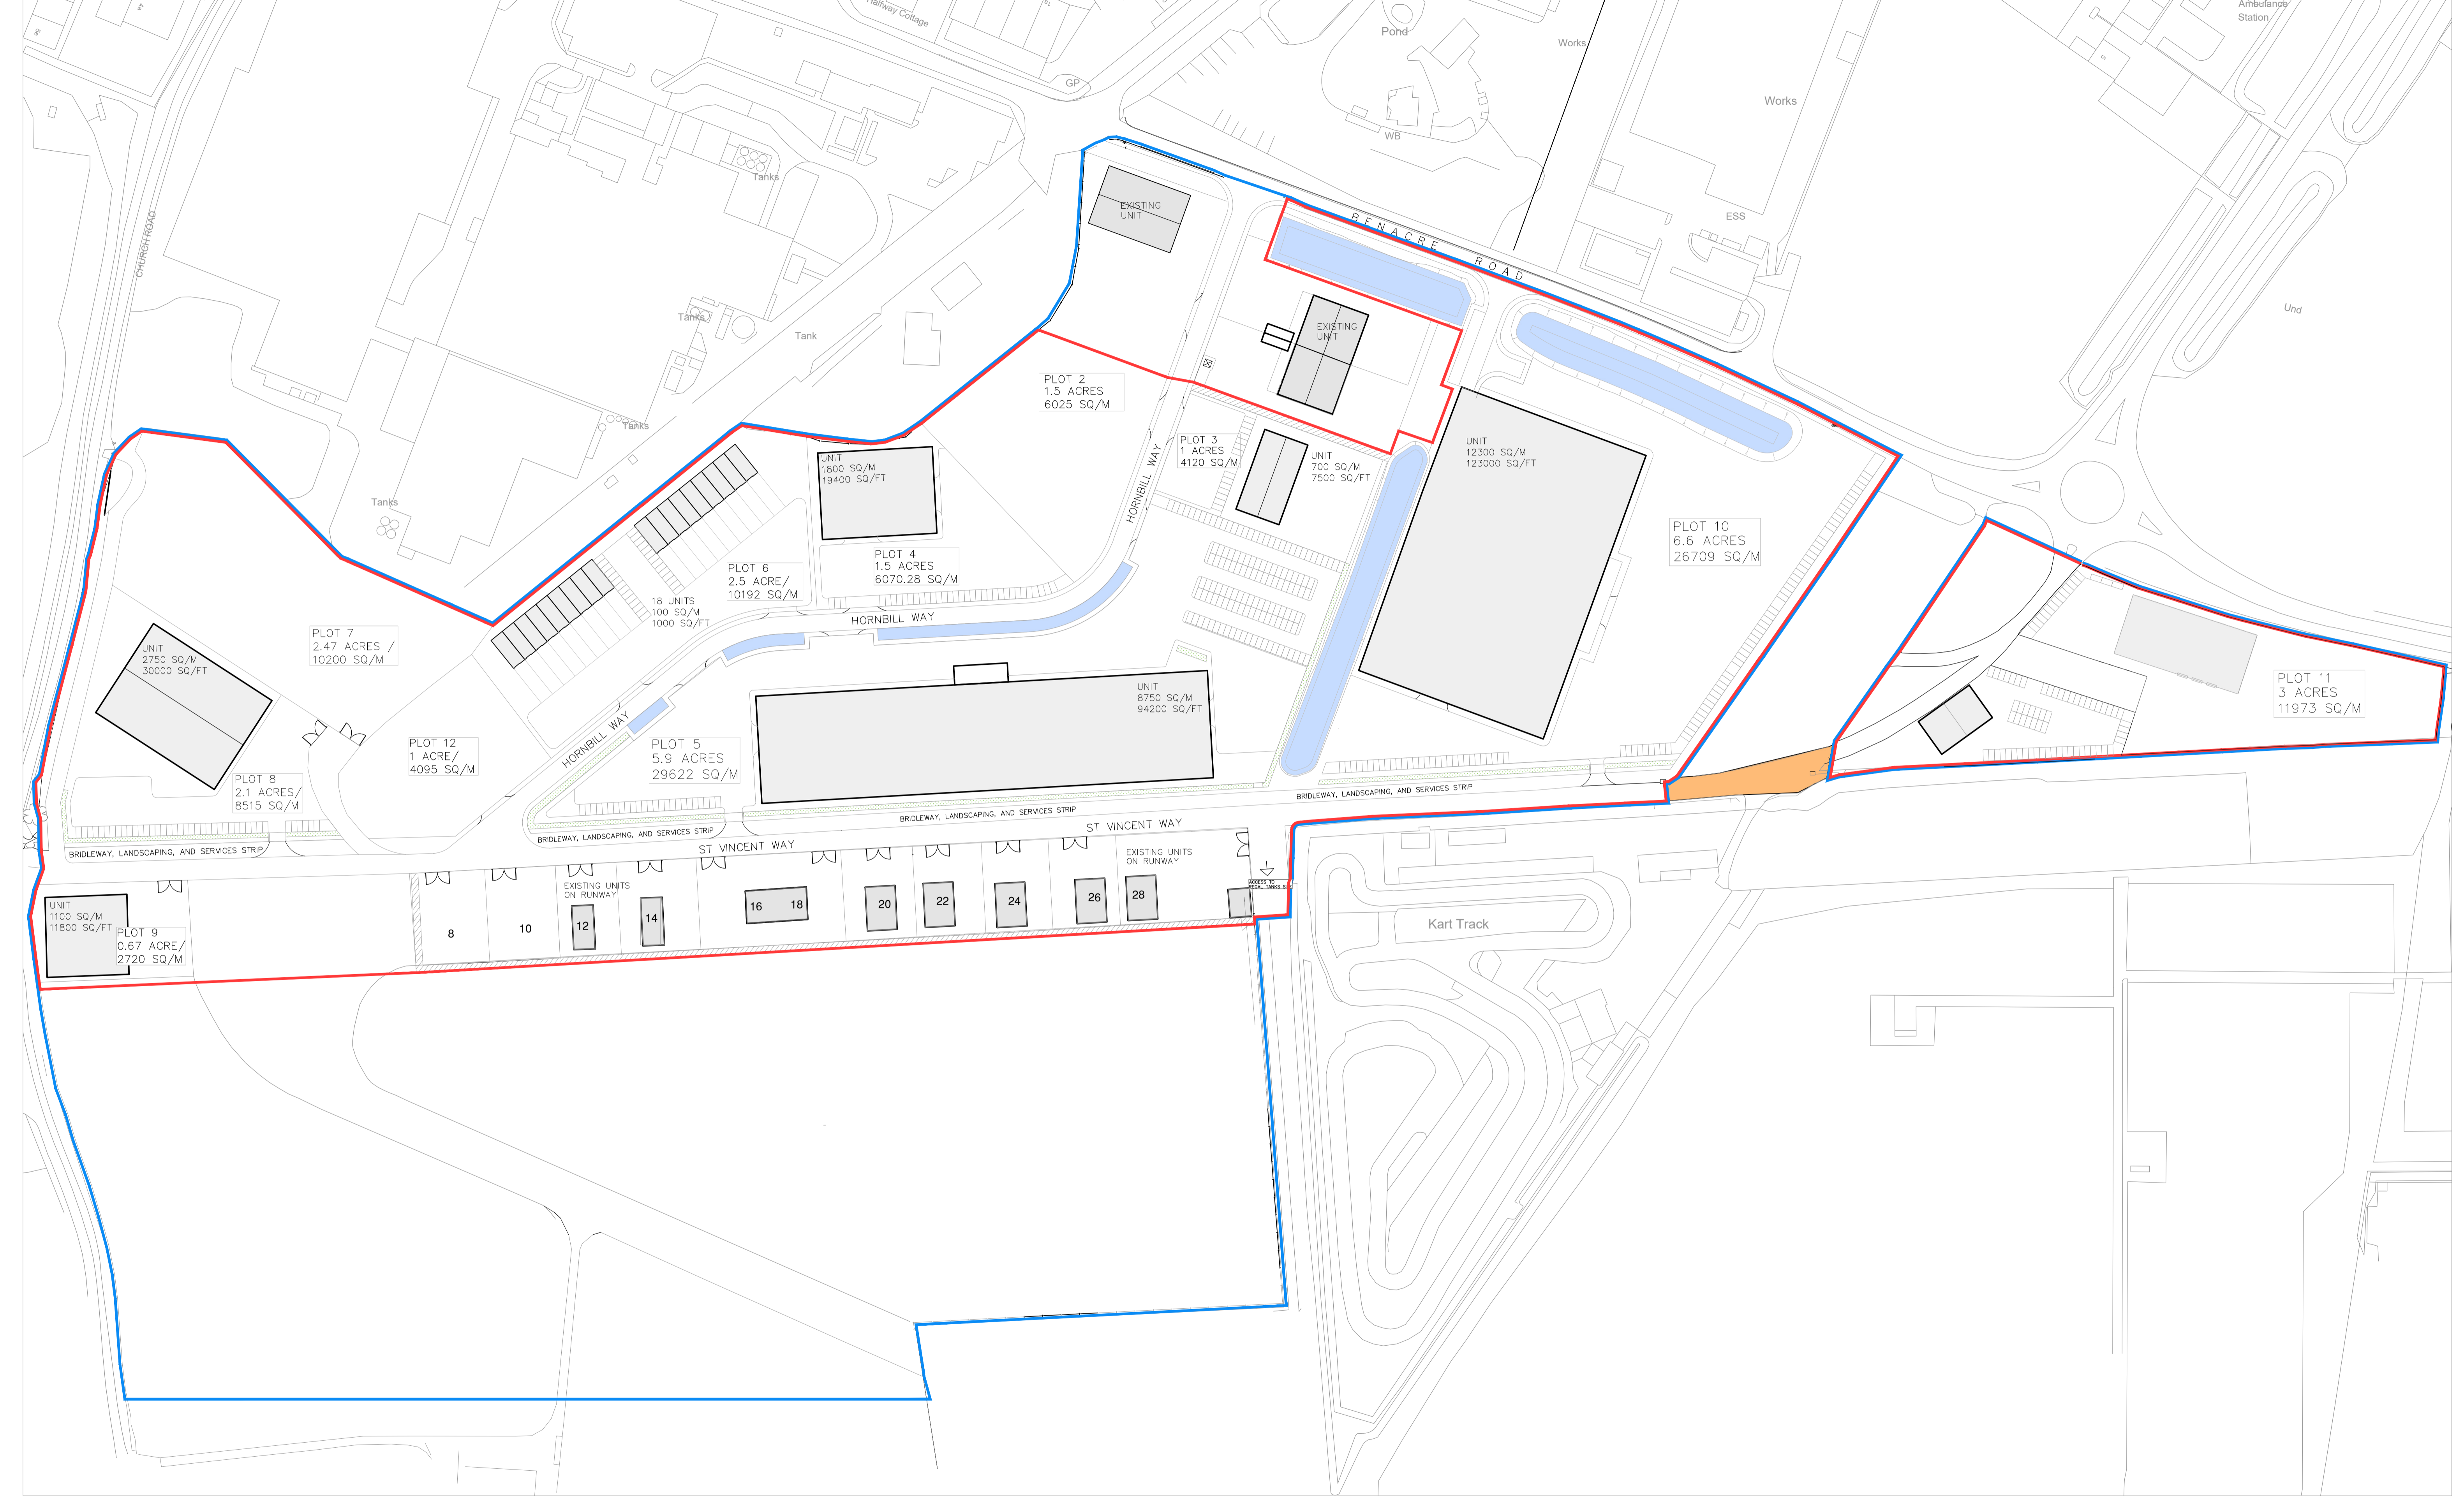 Halfway Cottage
GP
Pond
WB
Works
Works
ESS
Ambulance
Station
Und
58
CHURCH ROAD
Tanks
Tanks
Tank
Tanks
Tanks
BENACRE ROAD
EXISTING
UNIT
EXISTING
UNIT
PLOT 2
1.5 ACRES
6025 SQ/M
PLOT 3
1 ACRES
4120 SQ/M
UNIT
700 SQ/M
7500 SQ/FT
UNIT
12300 SQ/M
123000 SQ/FT
UNIT
1800 SQ/M
19400 SQ/FT
HORNBILL WAY
PLOT 10
6.6 ACRES
26709 SQ/M
PLOT 4
1.5 ACRES
6070.28 SQ/M
PLOT 6
2.5 ACRE/
10192 SQ/M
18 UNITS
100 SQ/M
1000 SQ/FT
HORNBILL WAY
PLOT 7
2.47 ACRES /
10200 SQ/M
UNIT
2750 SQ/M
30000 SQ/FT
UNIT
8750 SQ/M
94200 SQ/FT
PLOT 11
3 ACRES
11973 SQ/M
HORNBILL WAY
PLOT 12
1 ACRE/
4095 SQ/M
PLOT 5
5.9 ACRES
29622 SQ/M
PLOT 8
2.1 ACRES/
8515 SQ/M
BRIDLEWAY, LANDSCAPING, AND SERVICES STRIP
BRIDLEWAY, LANDSCAPING, AND SERVICES STRIP
BRIDLEWAY, LANDSCAPING, AND SERVICES STRIP
BRIDLEWAY, LANDSCAPING, AND SERVICES STRIP
ST VINCENT WAY
ST VINCENT WAY
EXISTING UNITS
ON RUNWAY
EXISTING UNITS
ON RUNWAY
ACCESS TO
UNIT
1100 SQ/M
11800 SQ/FT
PLOT 9
0.67 ACRE/
2720 SQ/M
8
10
12
14
16
18
20
22
24
26
28
Kart Track